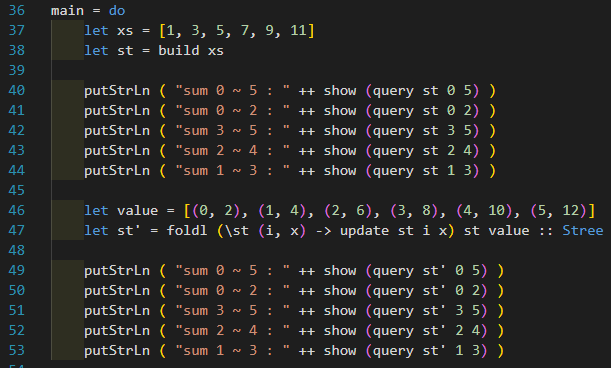 36 main = do
37     let xs = [1, 3, 5, 7, 9, 11]
38     let st = build xs
39
40     putStrLn ( "sum 0 ~ 5 : " ++ show (query st 0 5) )
41     putStrLn ( "sum 0 ~ 2 : " ++ show (query st 0 2) )
42     putStrLn ( "sum 3 ~ 5 : " ++ show (query st 3 5) )
43     putStrLn ( "sum 2 ~ 4 : " ++ show (query st 2 4) )
44     putStrLn ( "sum 1 ~ 3 : " ++ show (query st 1 3) )
45
46     let value = [(0, 2), (1, 4), (2, 6), (3, 8), (4, 10), (5, 12)]
47     let st' = foldl (\st (i, x) -> update st i x) st value :: Stree
48
49     putStrLn ( "sum 0 ~ 5 : " ++ show (query st' 0 5) )
50     putStrLn ( "sum 0 ~ 2 : " ++ show (query st' 0 2) )
51     putStrLn ( "sum 3 ~ 5 : " ++ show (query st' 3 5) )
52     putStrLn ( "sum 2 ~ 4 : " ++ show (query st' 2 4) )
53     putStrLn ( "sum 1 ~ 3 : " ++ show (query st' 1 3) )